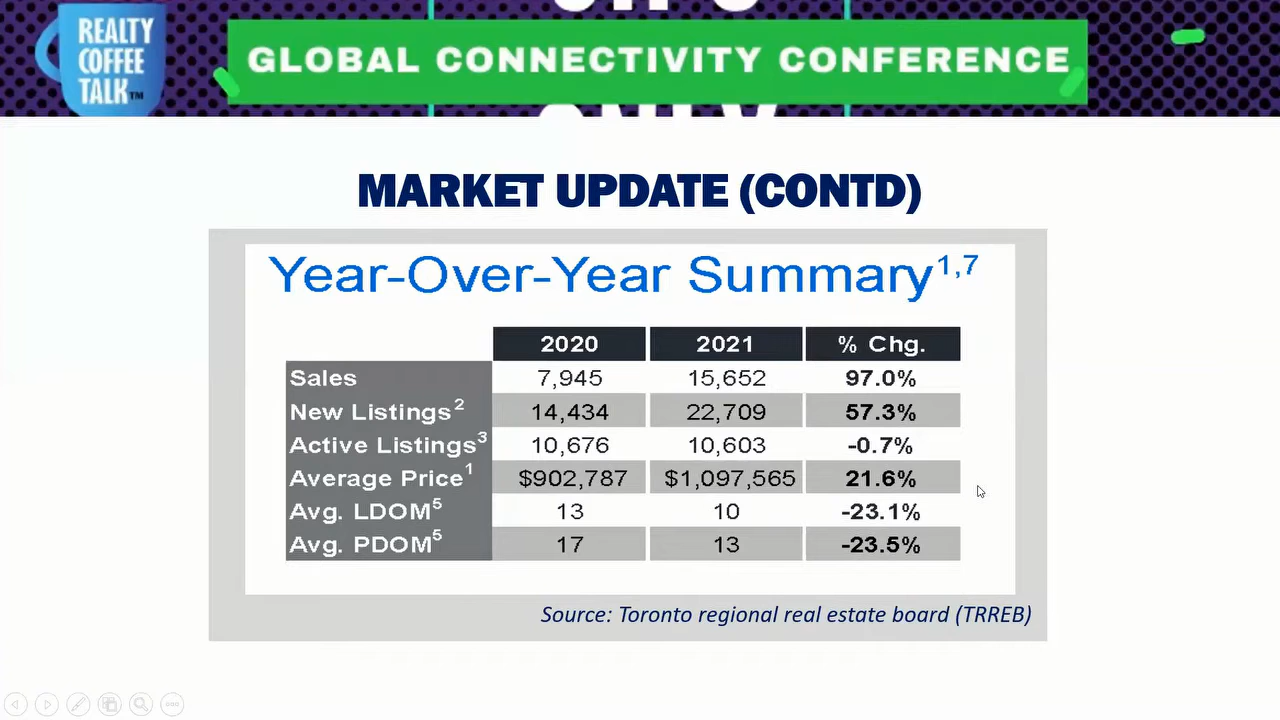 REALTY
COFFEE
TALK™
GLOBAL CONNECTIVITY CONFERENCE
MARKET UPDATE (CONTD)
Year-Over-Year Summary1,7
2020 2021 % Chg.
Sales 7,945 15,652 97.0%
New Listings2 14,434 22,709 57.3%
Active Listings3 10,676 10,603 -0.7%
Average Price1 $902,787 $1,097,565 21.6%
Avg. LDOM5 13 10 -23.1%
Avg. PDOM5 17 13 -23.5%
Source: Toronto regional real estate board (TRREB)